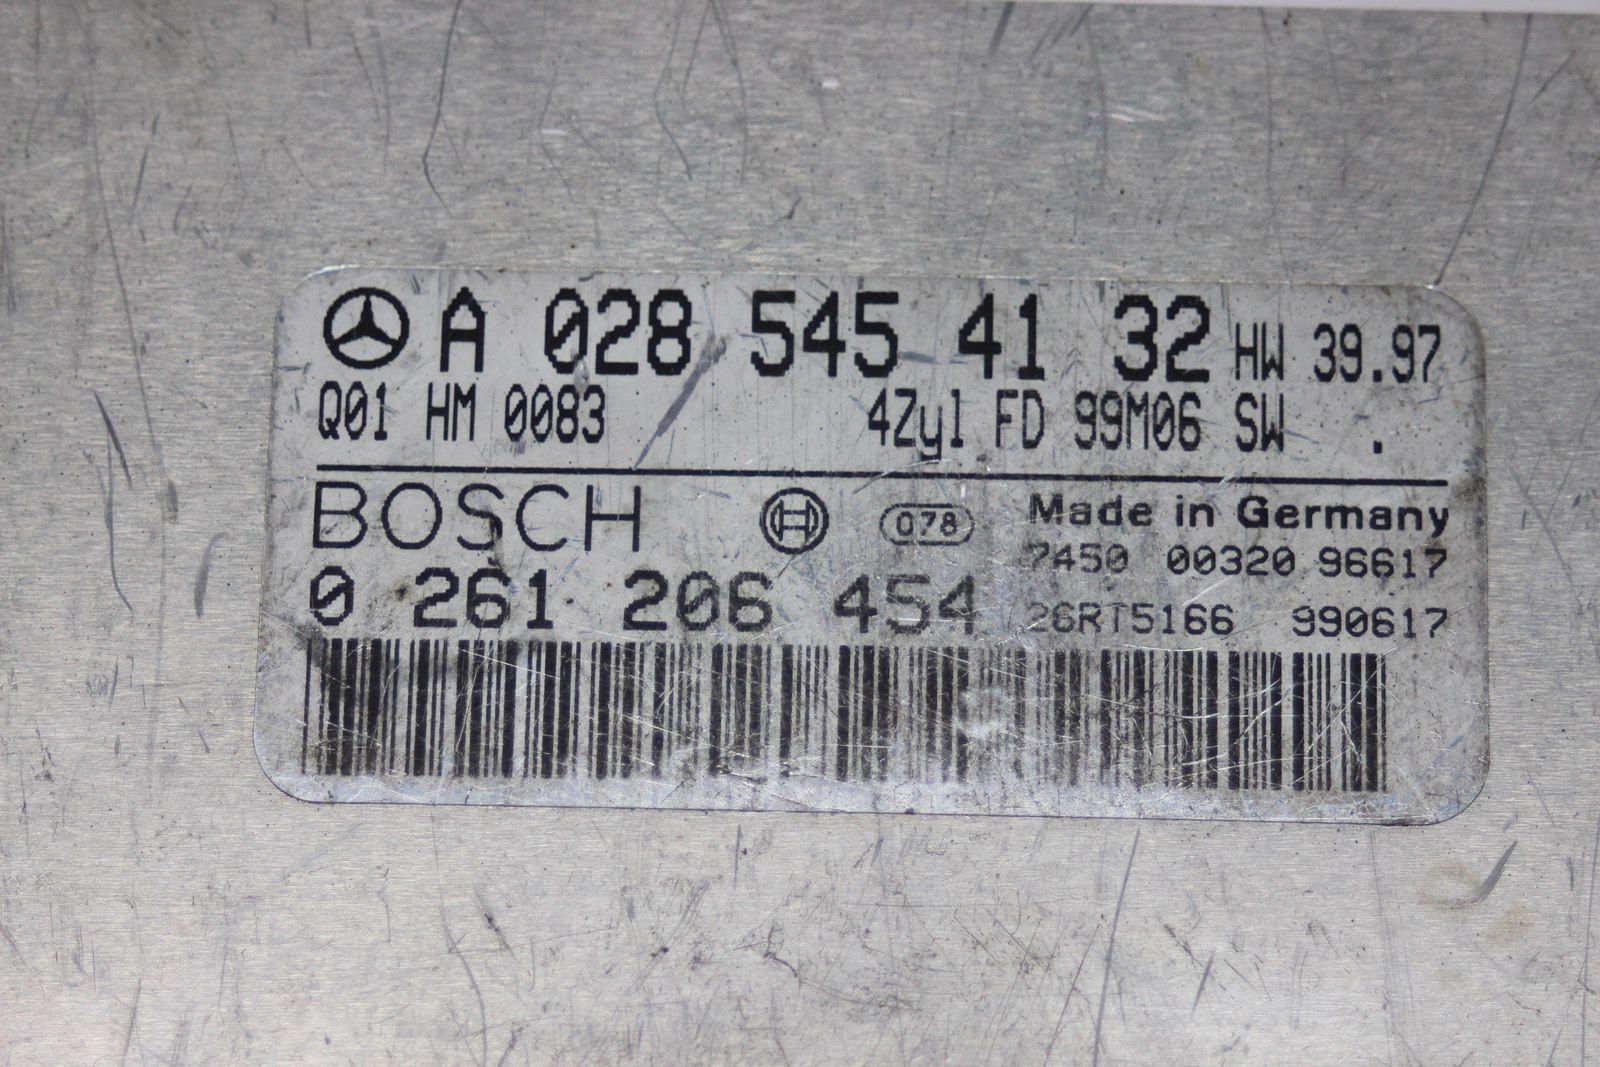 A 028 545 41 32 HW 39.97
Q01 HM 0083 4Zyl FD 99M06 SW .
BOSCH 078 Made in Germany
7450 00320 96617
0 261 206 454 26RT5166 990617